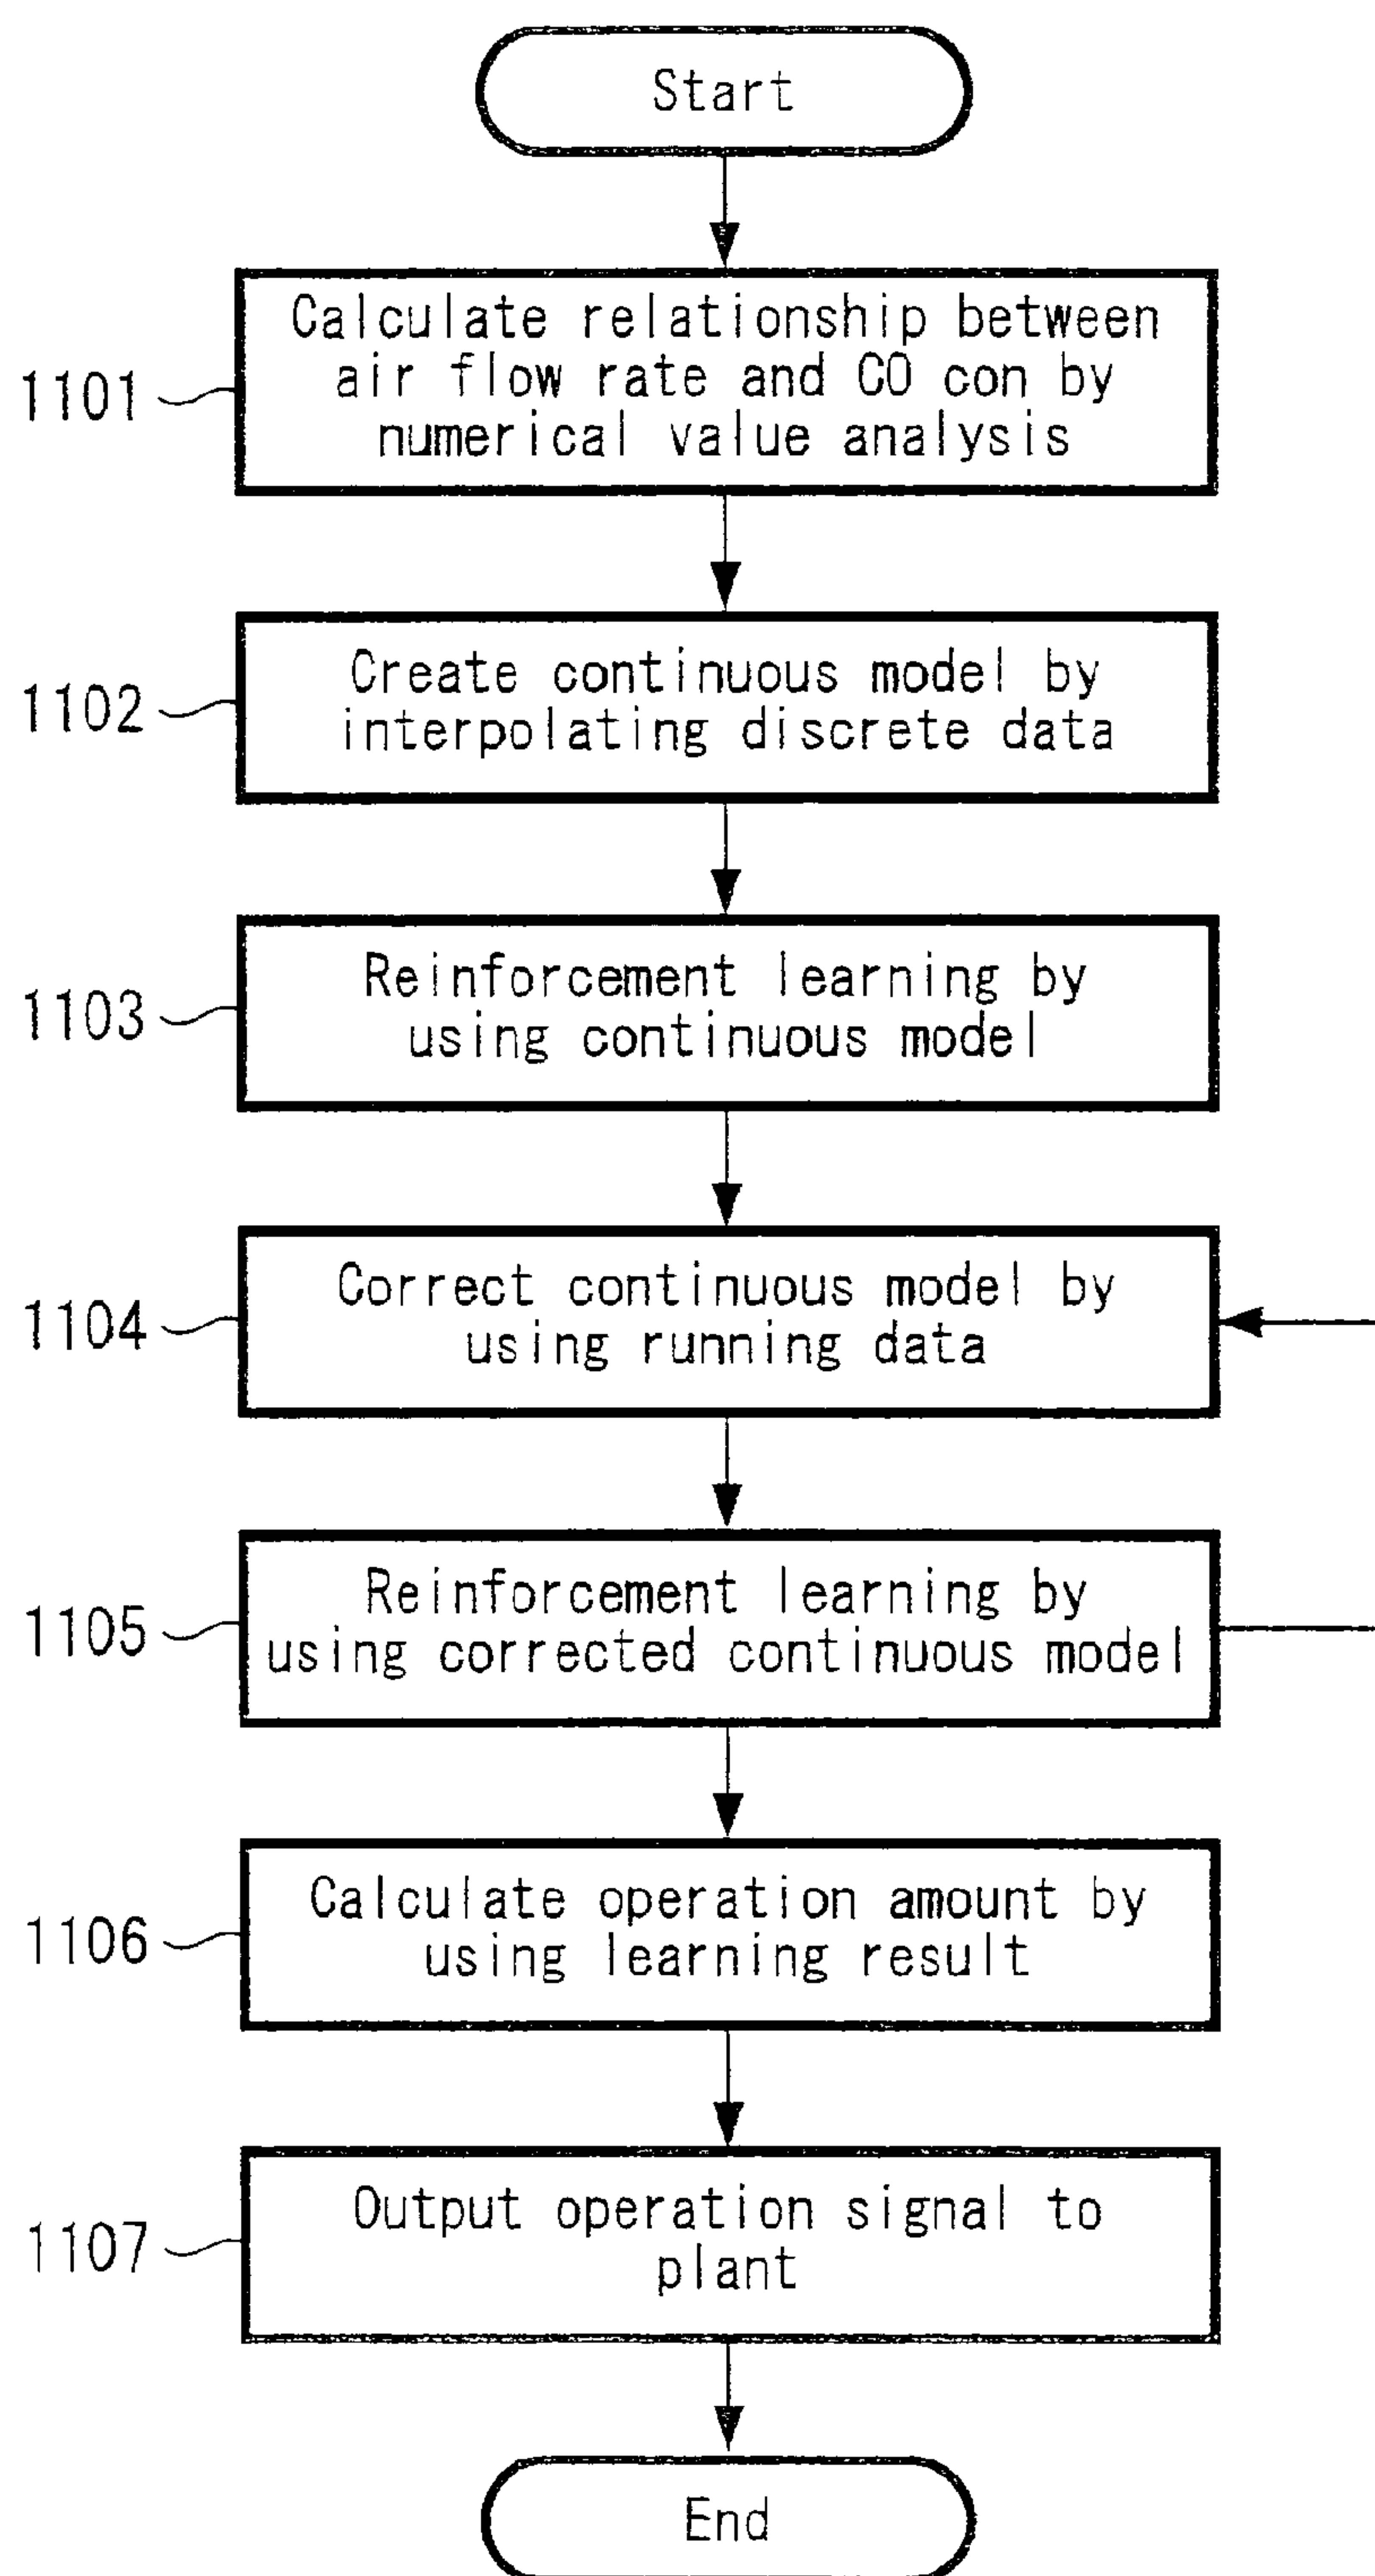 Start
1101
Calculate relationship between
air flow rate and CO con by
numerical value analysis
1102
Create continuous model by
interpolating discrete data
1103
Reinforcement learning by
using continuous model
1104
Correct continuous model by
using running data
1105
Reinforcement learning by
using corrected continuous model
1106
Calculate operation amount by
using learning result
1107
Output operation signal to
plant
End